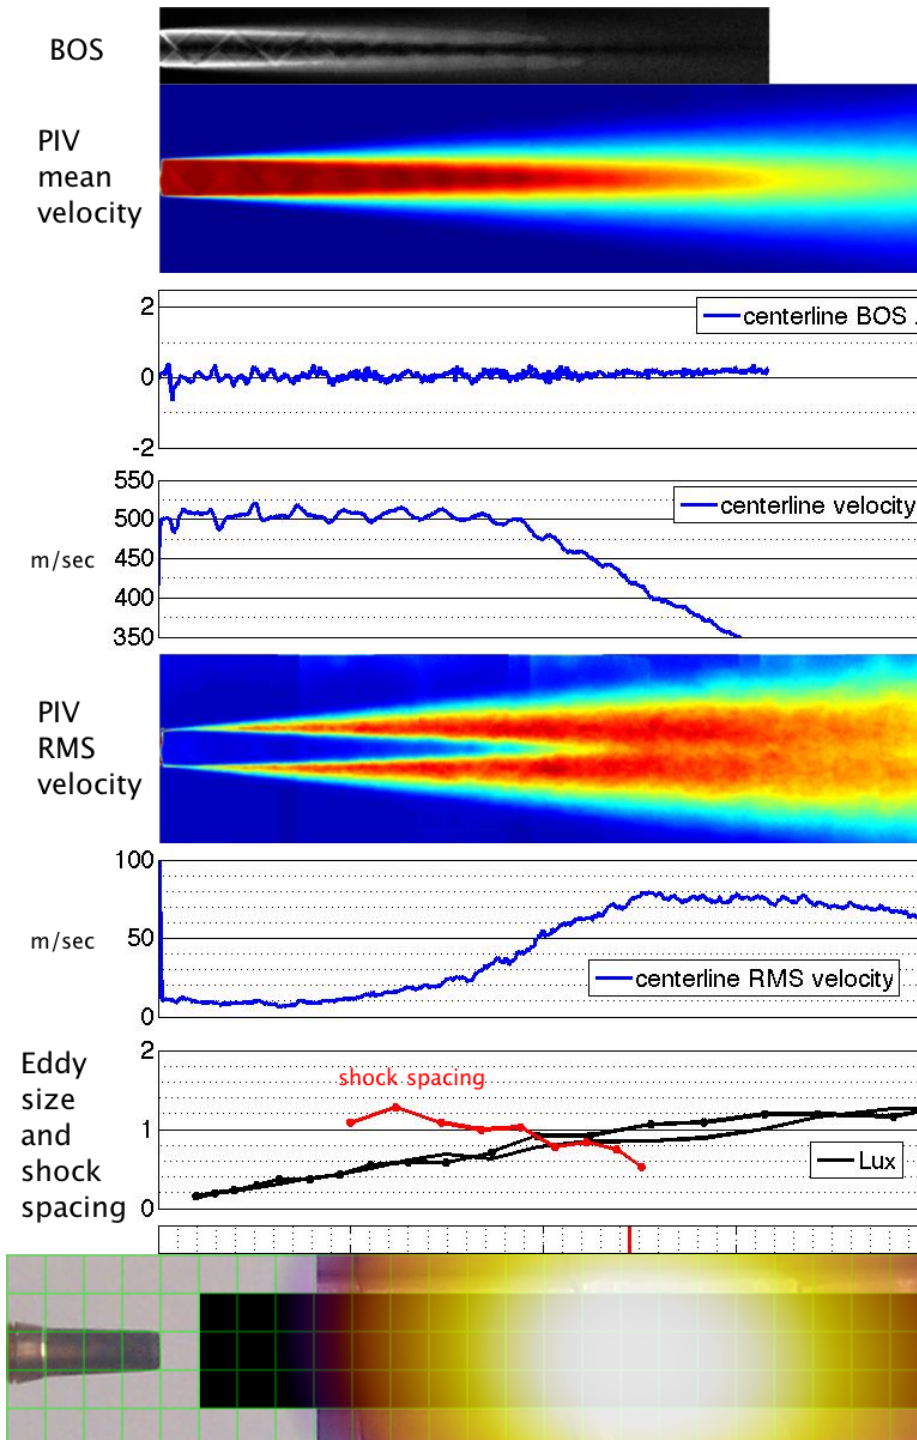 BOS
PIV
mean
velocity
2
0
-2
centerline BOS .
550
500
450
400
350
m/sec
centerline velocity
PIV
RMS
velocity
100
50
0
m/sec
centerline RMS velocity
Eddy
size
and
shock
spacing
2
1
0
shock spacing
Lux